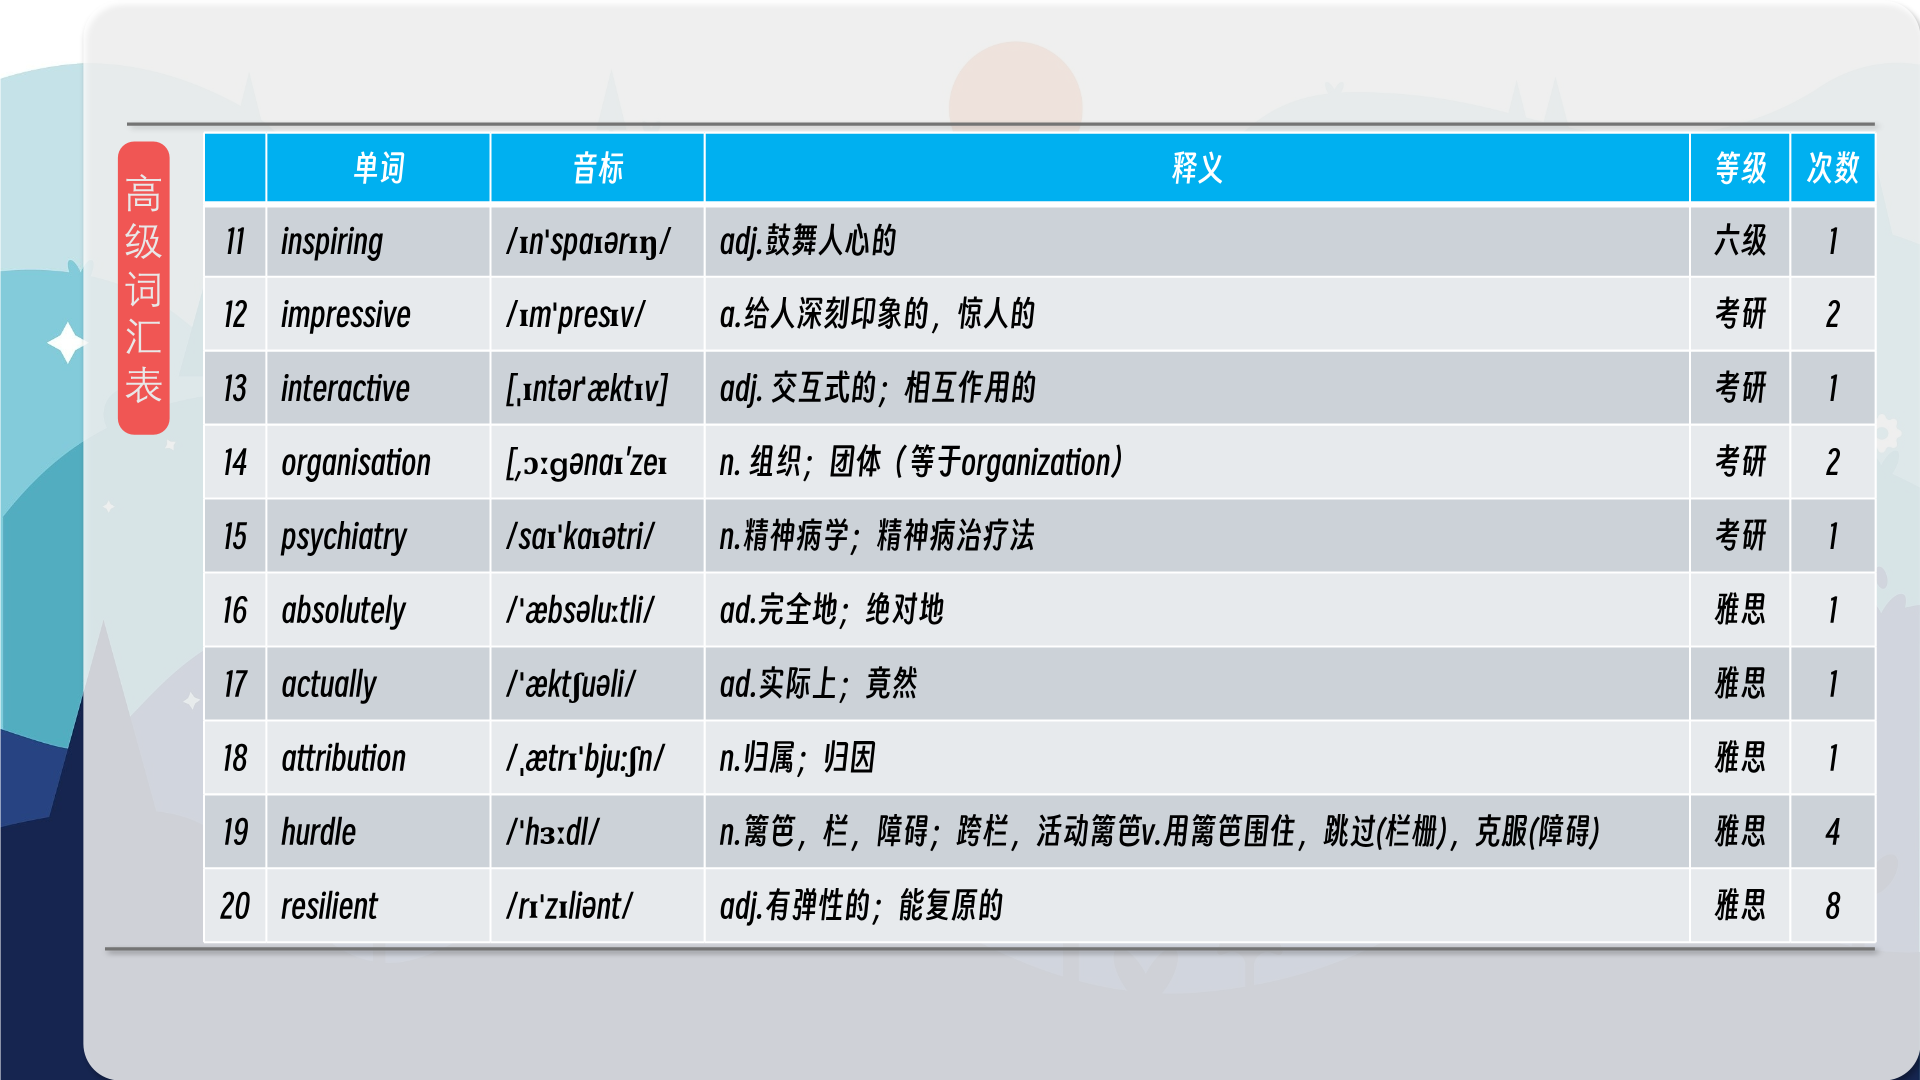 高级词汇表
单词 音标 释义 等级 次数
11 inspiring /ɪn'spaɪərɪŋ/ adj.鼓舞人心的 六级 1
12 impressive /ɪm'presɪv/ a.给人深刻印象的，惊人的 考研 2
13 interactive [ˌɪntərˈæktɪv] adj. 交互式的；相互作用的 考研 1
14 organisation [,ɔːɡənaɪ'zeɪ n. 组织；团体（等于organization） 考研 2
15 psychiatry /saɪ'kaɪətri/ n.精神病学；精神病治疗法 考研 1
16 absolutely /'æbsəluːtli/ ad.完全地；绝对地 雅思 1
17 actually /'æktʃuəli/ ad.实际上；竟然 雅思 1
18 attribution /ˌætrɪ'bju:ʃn/ n.归属；归因 雅思 1
19 hurdle /'hɜːdl/ n.篱笆，栏，障碍；跨栏，活动篱笆v.用篱笆围住，跳过(栏栅)，克服(障碍) 雅思 4
20 resilient /rɪ'zɪliənt/ adj.有弹性的；能复原的 雅思 8